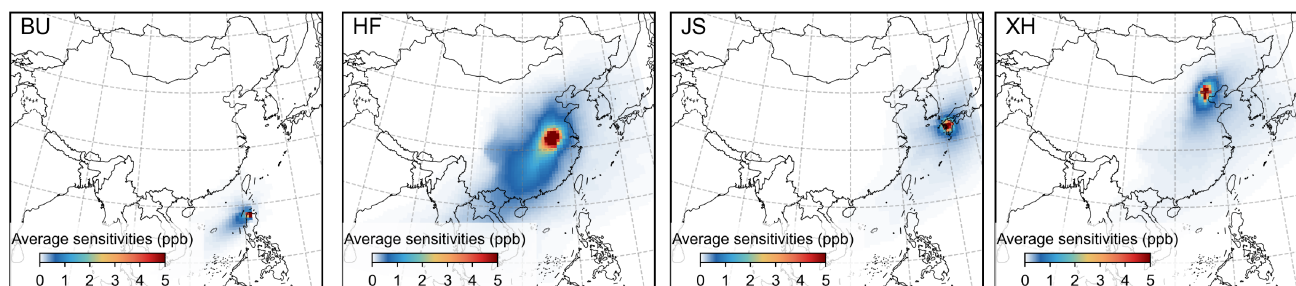 BU
HF
JS
XH
Average sensitivities (ppb)
Average sensitivities (ppb)
Average sensitivities (ppb)
Average sensitivities (ppb)
0 1 2 3 4 5
0 1 2 3 4 5
0 1 2 3 4 5
0 1 2 3 4 5